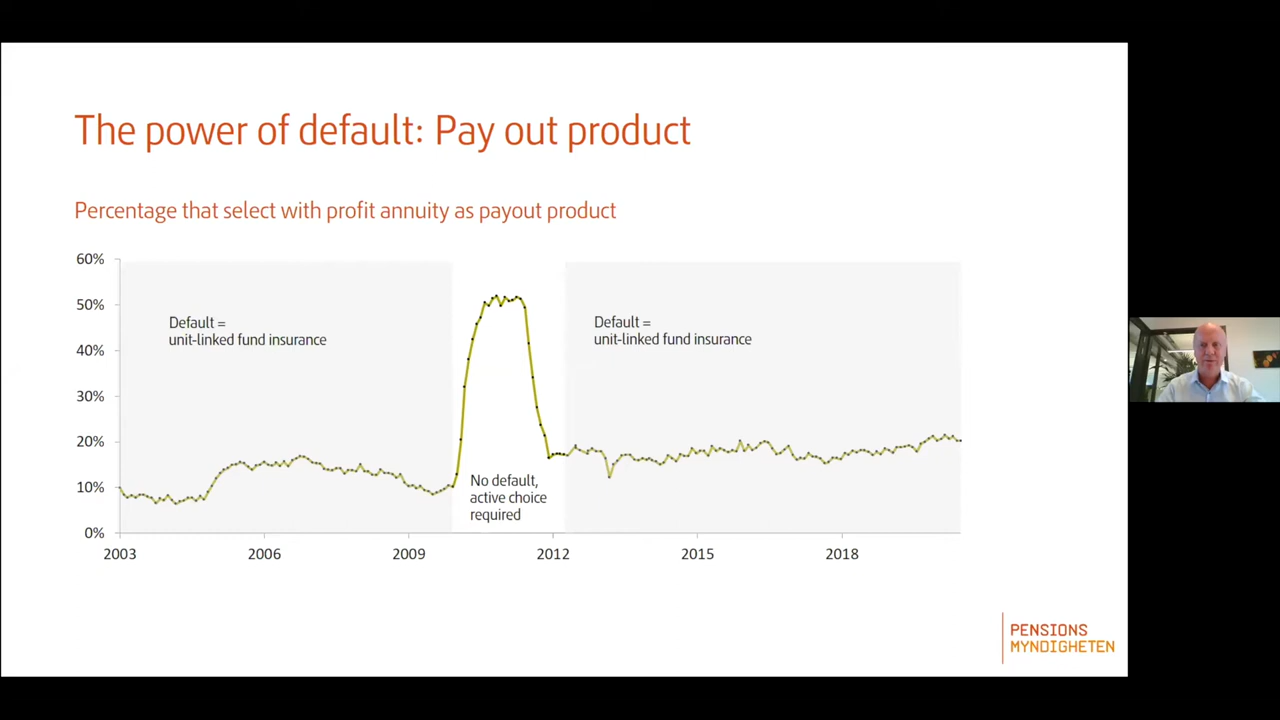 The power of default: Pay out product
Percentage that select with profit annuity as payout product
60%
50%
40%
30%
20%
10%
0%
Default =
unit-linked fund insurance
No default,
active choice
required
Default =
unit-linked fund insurance
2003
2006
2009
2012
2015
2018
PENSIONS
MYNDIGHETEN